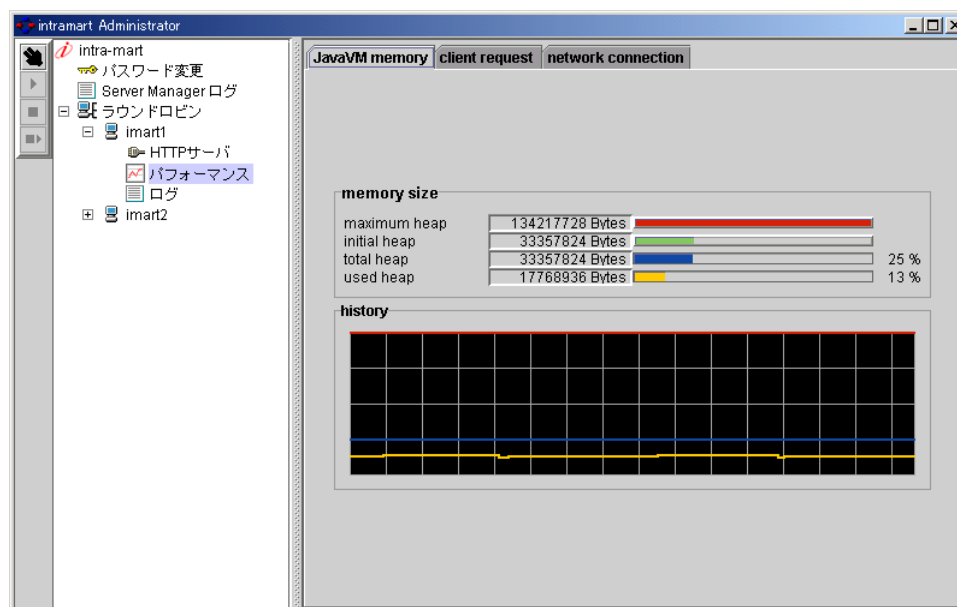 intramart Administrator
intra-mart
パスワード変更
Server Manager ログ
ラウンドロビン
imart1
HTTPサーバ
パフォーマンス
ログ
imart2
JavaVM memory client request network connection
memory size
maximum heap 134217728 Bytes
initial heap 33357824 Bytes
total heap 33357824 Bytes 25 %
used heap 17768936 Bytes 13 %
history